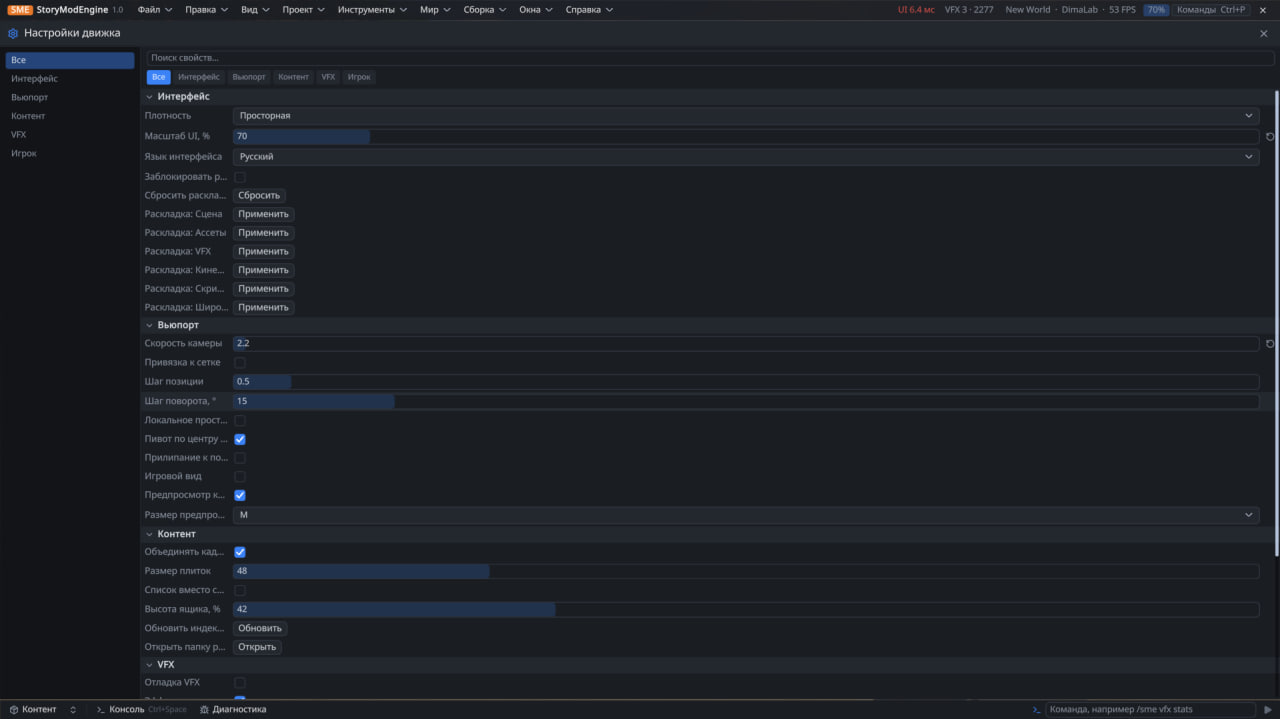 SME StoryModEngine 1.0 Файл Правка Вид Проект Инструменты Мир Сборка Окна Справка UI 6.4 мс VFX 3 · 2277 New World · DimaLab · 53 FPS 70% Команды Ctrl+P
Настройки движка
Все
Интерфейс
Вьюпорт
Контент
VFX
Игрок
Поиск свойств...
Все Интерфейс Вьюпорт Контент VFX Игрок
Интерфейс
Плотность Просторная
Масштаб UI, % 70
Язык интерфейса Русский
Заблокировать р...
Сбросить раскла... Сбросить
Раскладка: Сцена Применить
Раскладка: Ассеты Применить
Раскладка: VFX Применить
Раскладка: Кине... Применить
Раскладка: Скри... Применить
Раскладка: Широ... Применить
Вьюпорт
Скорость камеры 2.2
Привязка к сетке
Шаг позиции 0.5
Шаг поворота, ° 15
Локальное прост...
Пивот по центру ...
Прилипание к по...
Игровой вид
Предпросмотр к...
Размер предпро... M
Контент
Объединять кад...
Размер плиток 48
Список вместо с...
Высота ящика, % 42
Обновить индек... Обновить
Открыть папку р... Открыть
VFX
Отладка VFX
Контент Консоль Ctrl+Space Диагностика Команда, например /sme vfx stats